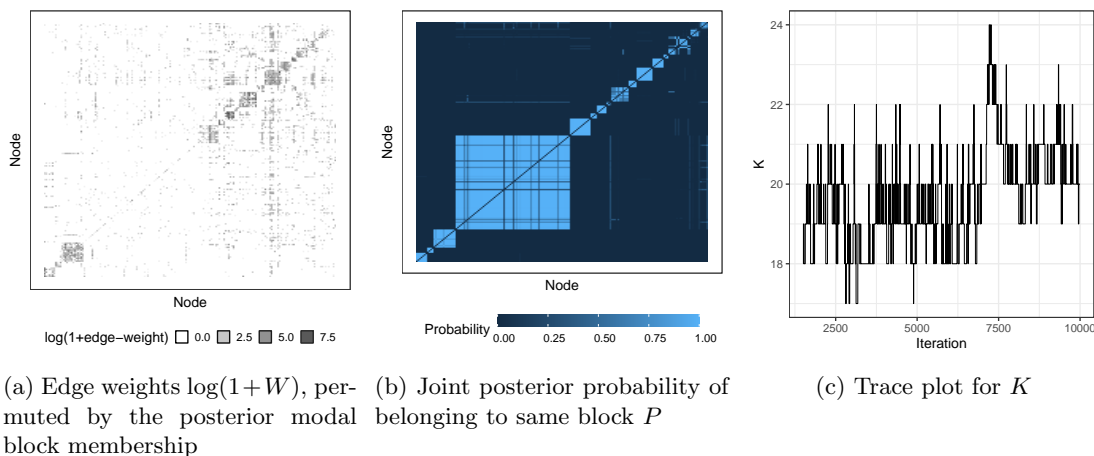 Node
Node
log(1+edge−weight) 0.0 2.5 5.0 7.5
(a) Edge weights log(1+W), per-
muted by the posterior modal
block membership
Node
Node
Probability
0.00 0.25 0.50 0.75 1.00
(b) Joint posterior probability of
belonging to same block P
K
24
22
20
18
2500 5000 7500 10000
Iteration
(c) Trace plot for K